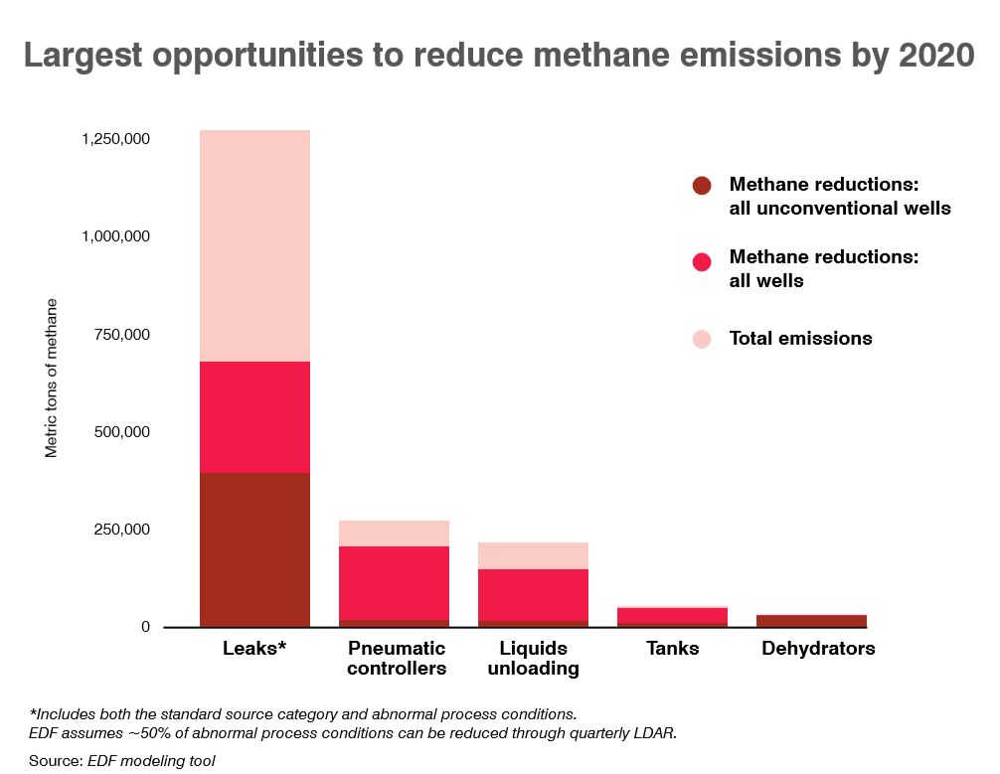 Largest opportunities to reduce methane emissions by 2020
1,250,000
1,000,000
750,000
500,000
250,000
0
Metric tons of methane
Methane reductions:
all unconventional wells
Methane reductions:
all wells
Total emissions
Leaks*
Pneumatic
controllers
Liquids
unloading
Tanks
Dehydrators
*Includes both the standard source category and abnormal process conditions.
EDF assumes ~50% of abnormal process conditions can be reduced through quarterly LDAR.
Source: EDF modeling tool